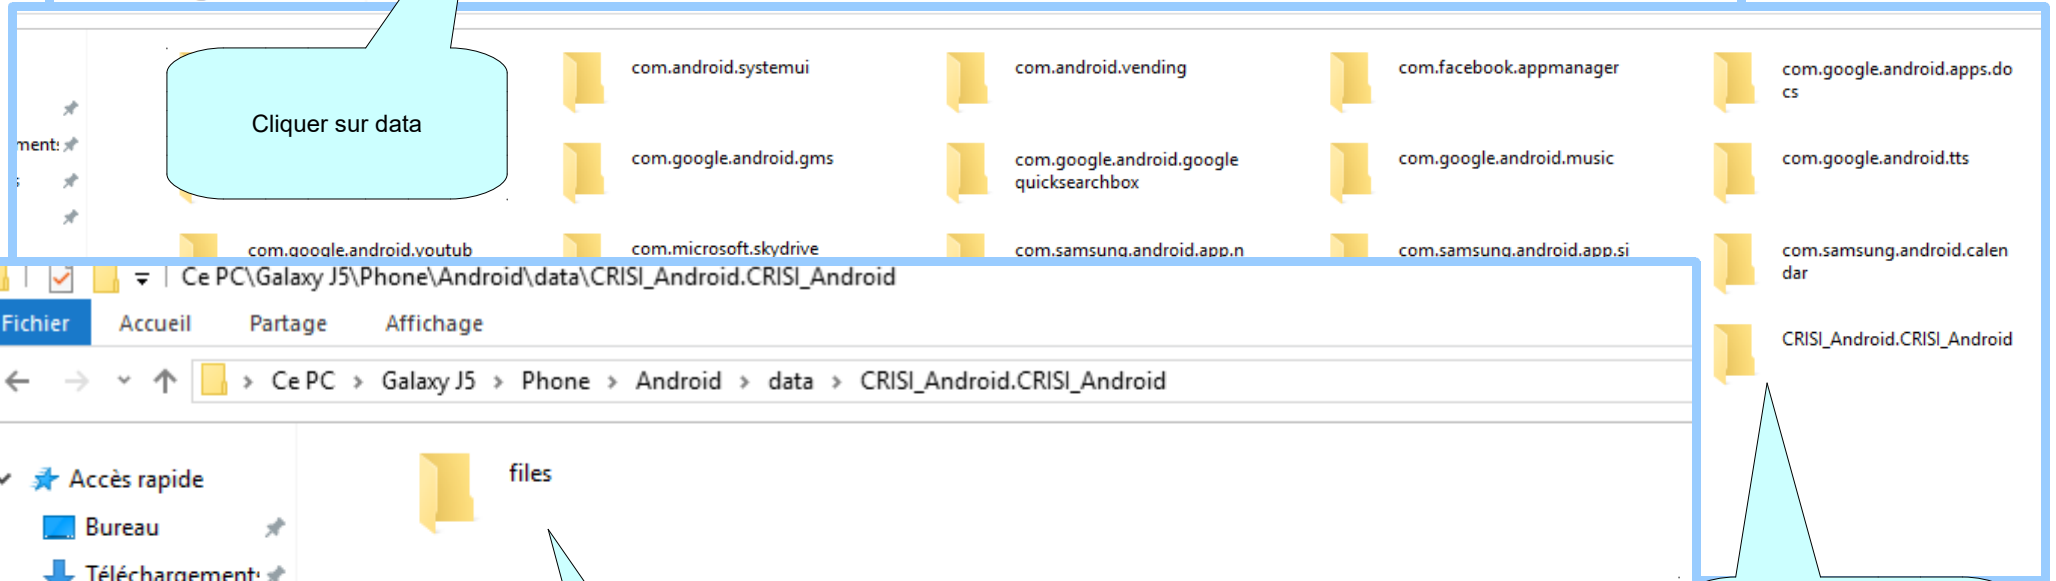 com.android.systemui
com.android.vending
com.facebook.appmanager
com.google.android.apps.do
cs
Cliquer sur data
ment:
com.google.android.gms
com.google.android.google
quicksearchbox
com.google.android.music
com.google.android.tts
com.google.android.youtub
com.microsoft.skydrive
com.samsung.android.app.n
com.samsung.android.app.si
com.samsung.android.calen
dar
CRISI_Android.CRISI_Android
Ce PC\Galaxy J5\Phone\Android\data\CRISI_Android.CRISI_Android
Fichier Accueil Partage Affichage
Ce PC > Galaxy J5 > Phone > Android > data > CRISI_Android.CRISI_Android
Accès rapide
files
Bureau
Téléchargement: